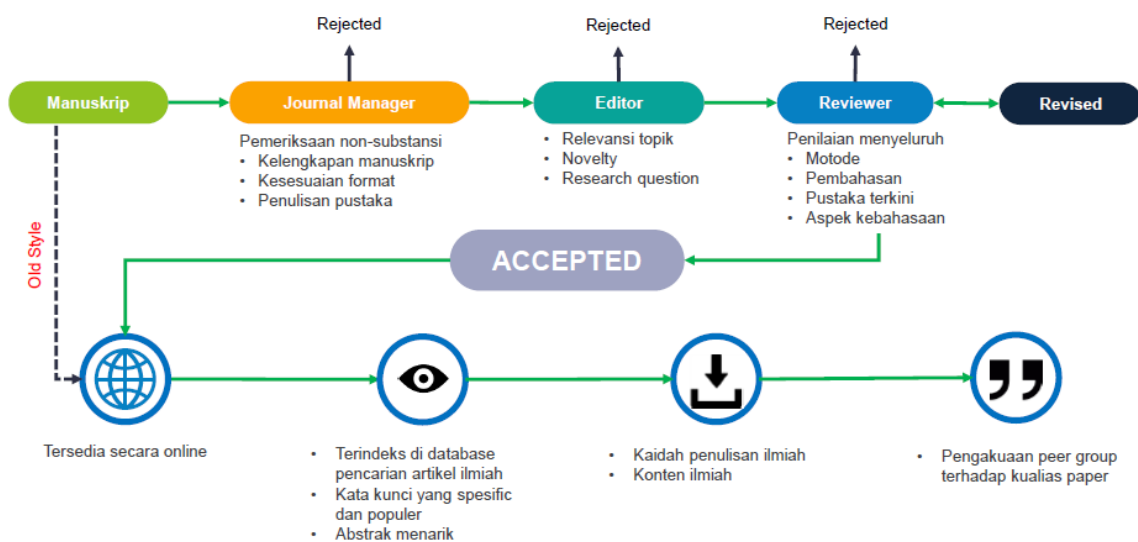 Rejected
Rejected
Rejected
Manuskrip
Journal Manager
Editor
Reviewer
Revised
Pemeriksaan non-substansi
• Kelengkapan manuskrip
• Kesesuaian format
• Penulisan pustaka
• Relevansi topik
• Novelty
• Research question
Penilaian menyeluruh
• Motode
• Pembahasan
• Pustaka terkini
• Aspek kebahasaan
Old Style
ACCEPTED
Tersedia secara online
• Terindeks di database
pencarian artikel ilmiah
• Kata kunci yang spesific
dan populer
• Abstrak menarik
• Kaidah penulisan ilmiah
• Konten ilmiah
• Pengakuaan peer group
terhadap kualias paper